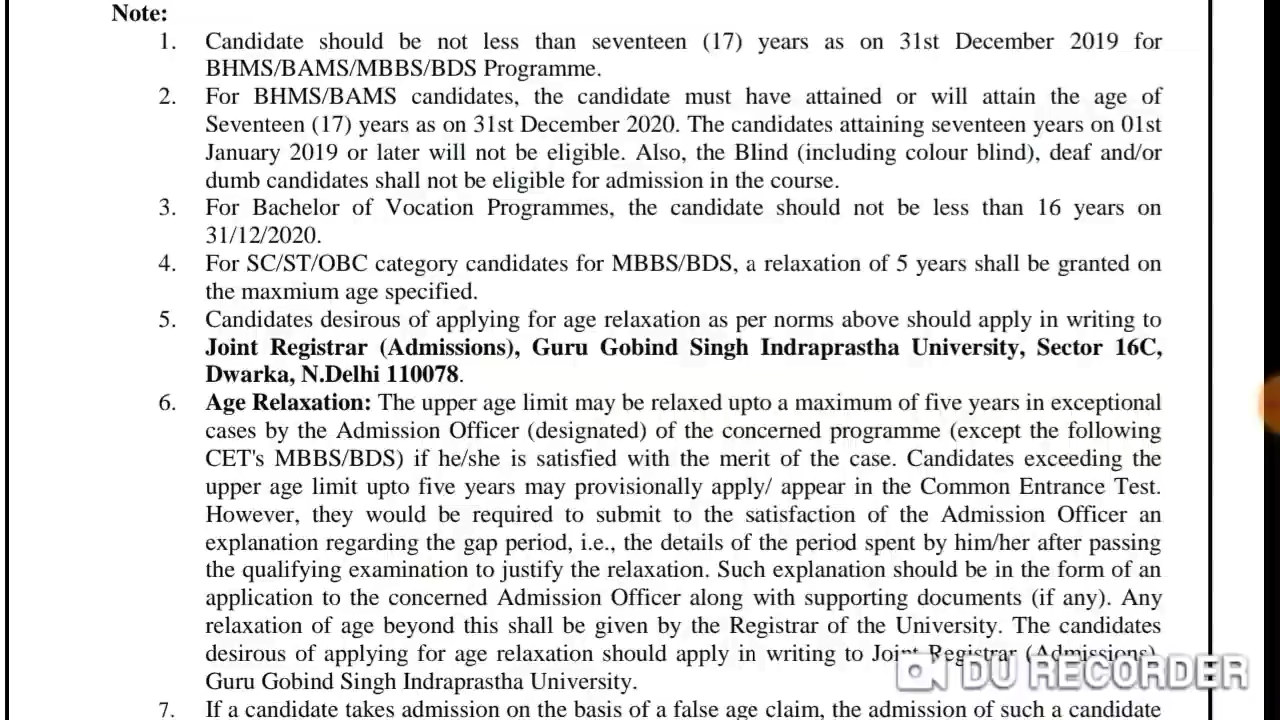 Note:
1. Candidate should be not less than seventeen (17) years as on 31st December 2019 for
BHMS/BAMS/MBBS/BDS Programme.
2. For BHMS/BAMS candidates, the candidate must have attained or will attain the age of
Seventeen (17) years as on 31st December 2020. The candidates attaining seventeen years on 01st
January 2019 or later will not be eligible. Also, the Blind (including colour blind), deaf and/or
dumb candidates shall not be eligible for admission in the course.
3. For Bachelor of Vocation Programmes, the candidate should not be less than 16 years on
31/12/2020.
4. For SC/ST/OBC category candidates for MBBS/BDS, a relaxation of 5 years shall be granted on
the maxmium age specified.
5. Candidates desirous of applying for age relaxation as per norms above should apply in writing to
Joint Registrar (Admissions), Guru Gobind Singh Indraprastha University, Sector 16C,
Dwarka, N.Delhi 110078.
6. Age Relaxation: The upper age limit may be relaxed upto a maximum of five years in exceptional
cases by the Admission Officer (designated) of the concerned programme (except the following
CET's MBBS/BDS) if he/she is satisfied with the merit of the case. Candidates exceeding the
upper age limit upto five years may provisionally apply/ appear in the Common Entrance Test.
However, they would be required to submit to the satisfaction of the Admission Officer an
explanation regarding the gap period, i.e., the details of the period spent by him/her after passing
the qualifying examination to justify the relaxation. Such explanation should be in the form of an
application to the concerned Admission Officer along with supporting documents (if any). Any
relaxation of age beyond this shall be given by the Registrar of the University. The candidates
desirous of applying for age relaxation should apply in writing to Joint Registrar (Admissions),
Guru Gobind Singh Indraprastha University.
DU RECORDER
7. If a candidate takes admission on the basis of a false age claim, the admission of such a candidate